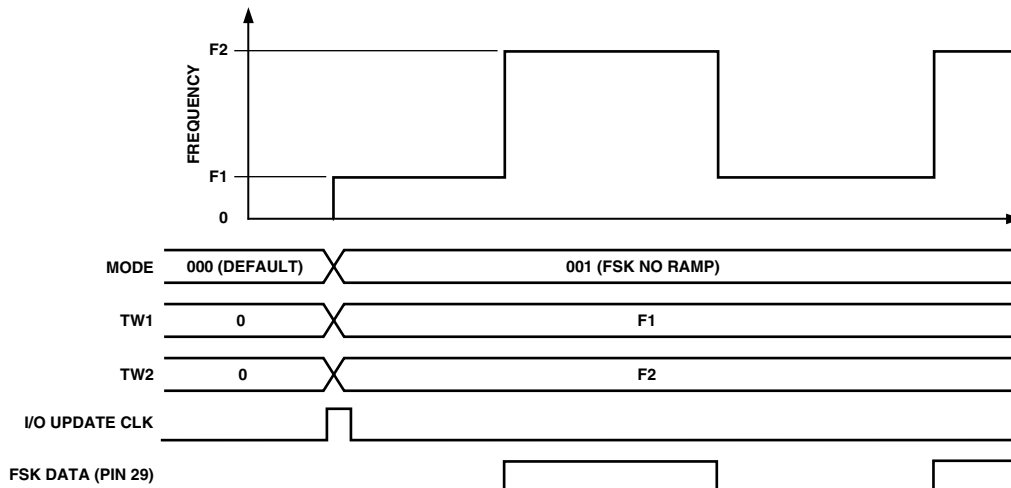 F2
FREQUENCY
F1
0
MODE
000 (DEFAULT)
001 (FSK NO RAMP)
TW1
0
F1
TW2
0
F2
I/O UPDATE CLK
FSK DATA (PIN 29)